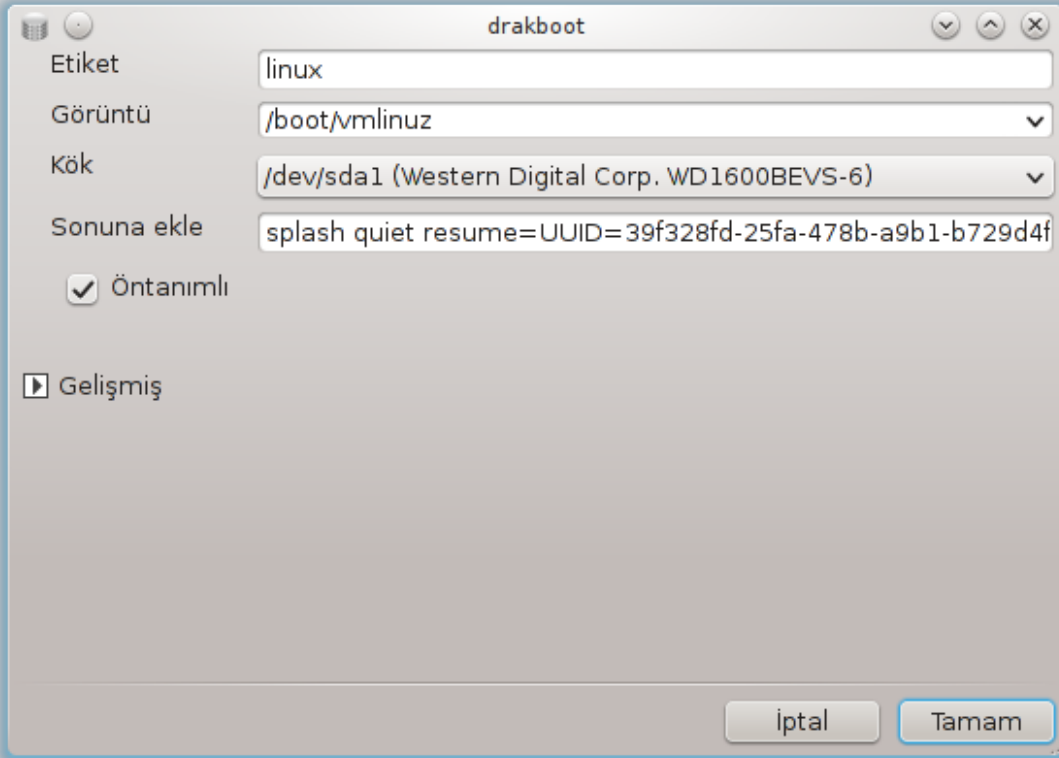 drakboot
Etiket linux
Görüntü /boot/vmlinuz
Kök /dev/sda1 (Western Digital Corp. WD1600BEVS-6)
Sonuna ekle splash quiet resume=UUID=39f328fd-25fa-478b-a9b1-b729d4f
Öntanımlı
Gelişmiş
İptal Tamam